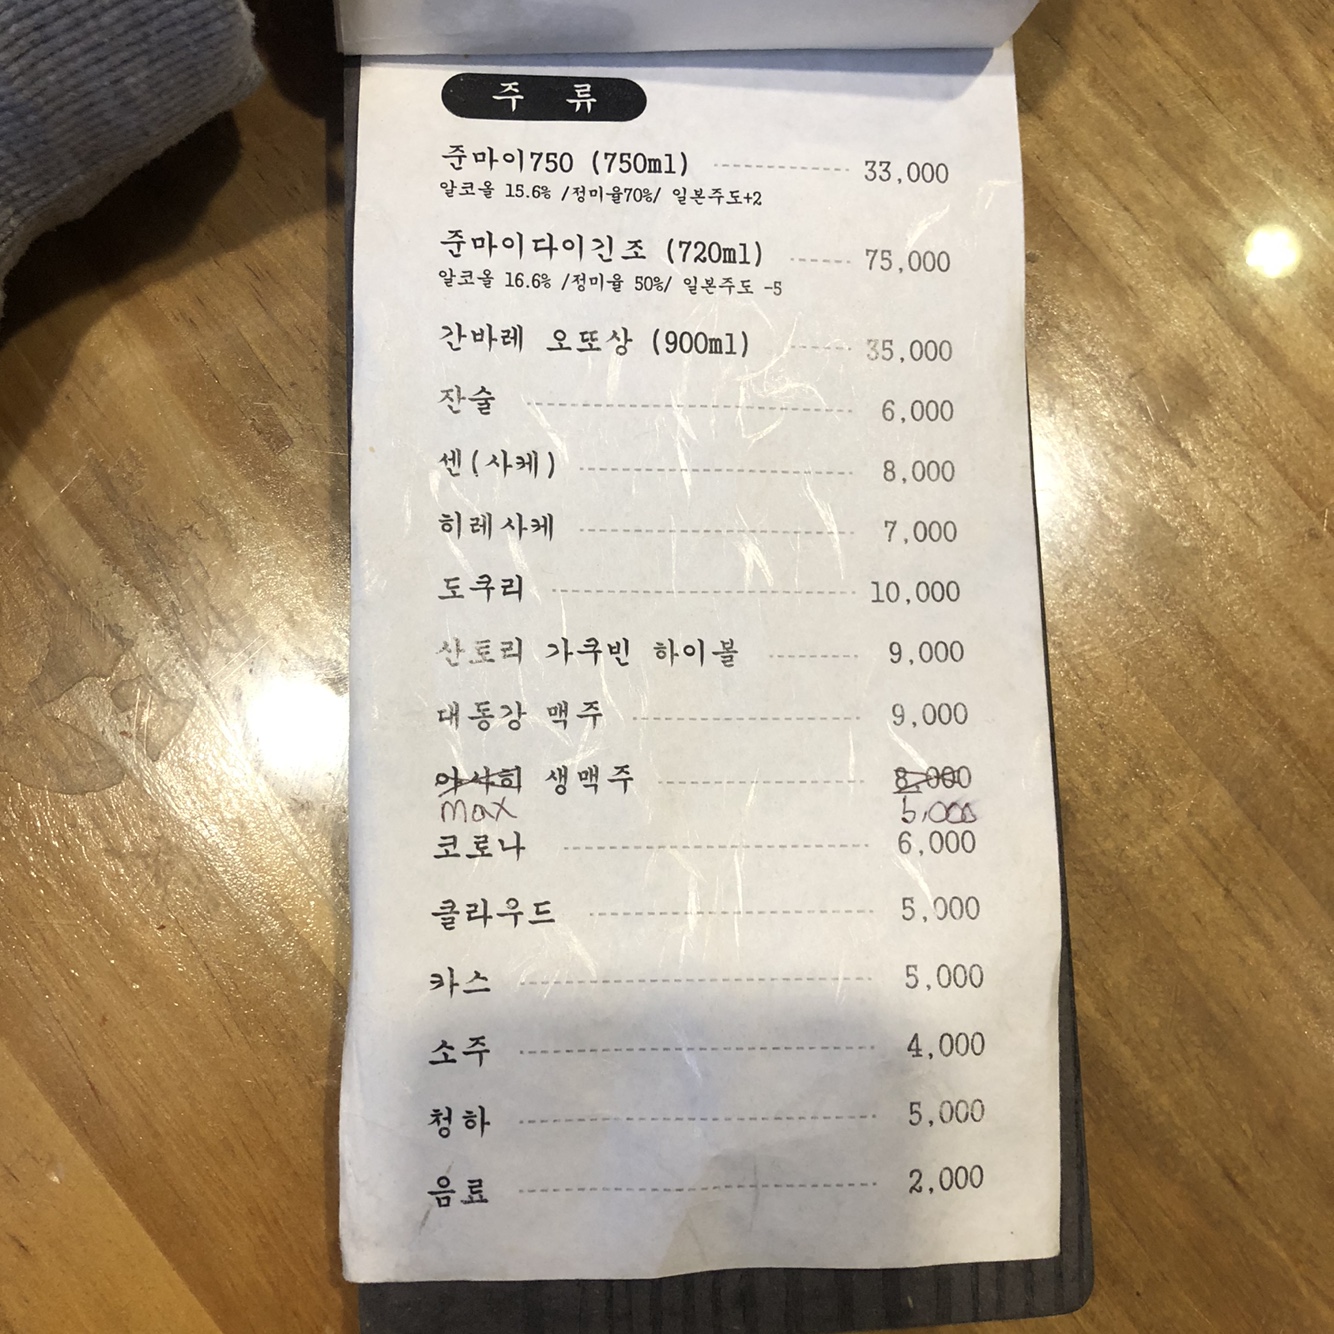 주 류
준마이750 (750ml) 33,000
알코올 15.6% /정미율70%/ 일본주도+2
준마이다이긴조 (720ml) 75,000
알코올 16.6% /정미율 50%/ 일본주도 -5
간바레 오또상 (900ml) 35,000
잔술 6,000
센(사케) 8,000
히레사케 7,000
도쿠리 10,000
산토리 가쿠빈 하이볼 9,000
대동강 맥주 9,000
아사히 생맥주 8,000
max 5,000
코로나 6,000
클라우드 5,000
카스 5,000
소주 4,000
청하 5,000
음료 2,000